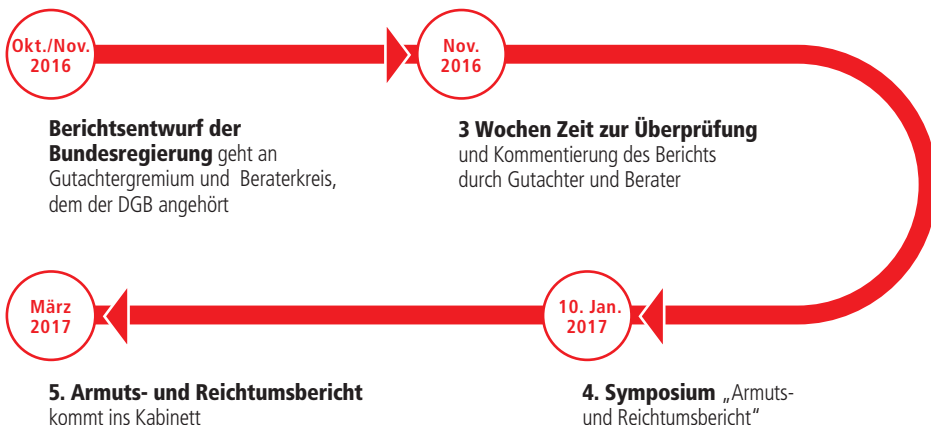 Okt./Nov.
2016
Berichtsentwurf der
Bundesregierung geht an
Gutachtergremium und Beraterkreis,
dem der DGB angehört
Nov.
2016
3 Wochen Zeit zur Überprüfung
und Kommentierung des Berichts
durch Gutachter und Berater
10. Jan.
2017
4. Symposium „Armuts-
und Reichtumsbericht“
März
2017
5. Armuts- und Reichtumsbericht
kommt ins Kabinett